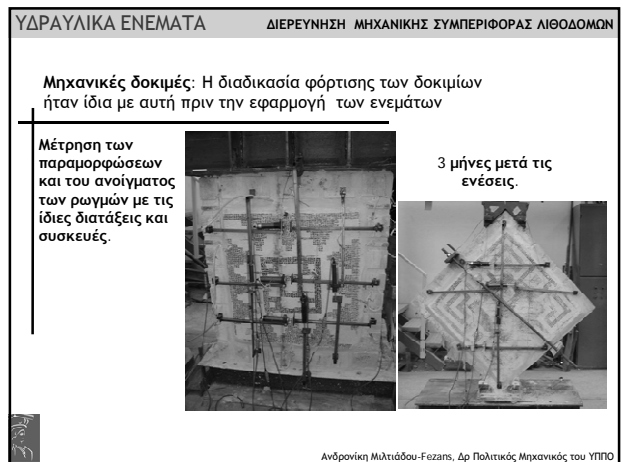 ΥΔΡΑΥΛΙΚΑ ΕΝΕΜΑΤΑ
ΔΙΕΡΕΥΝΗΣΗ ΜΗΧΑΝΙΚΗΣ ΣΥΜΠΕΡΙΦΟΡΑΣ ΛΙΘΟΔΟΜΩΝ
Μηχανικές δοκιμές: Η διαδικασία φόρτισης των δοκιμίων
ήταν ίδια με αυτή πριν την εφαρμογή των ενεμάτων
Μέτρηση των
παραμορφώσεων
και του ανοίγματος
των ρωγμών με τις
ίδιες διατάξεις και
συσκευές.
3 μήνες μετά τις
ενέσεις.
Ανδρονίκη Μιλτιάδου-Fezans, Δρ Πολιτικός Μηχανικός του ΥΠΠΟ